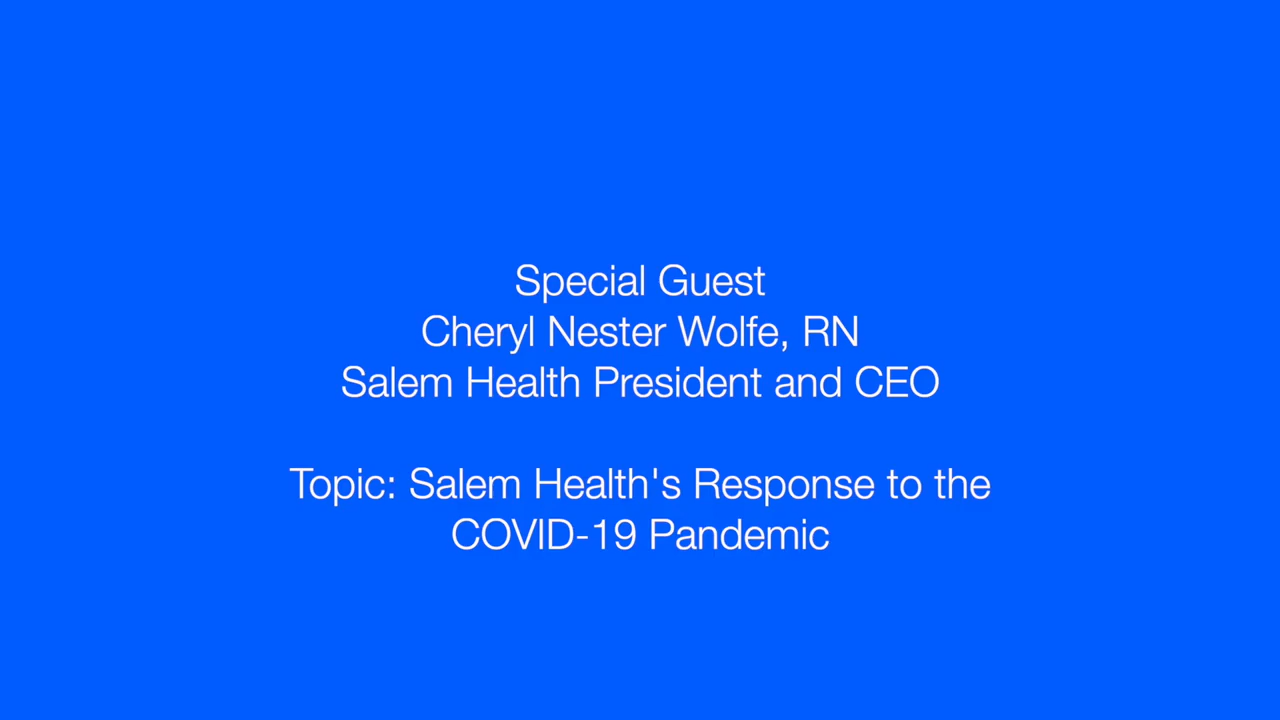 Special Guest
Cheryl Nester Wolfe, RN
Salem Health President and CEO
Topic: Salem Health's Response to the
COVID-19 Pandemic